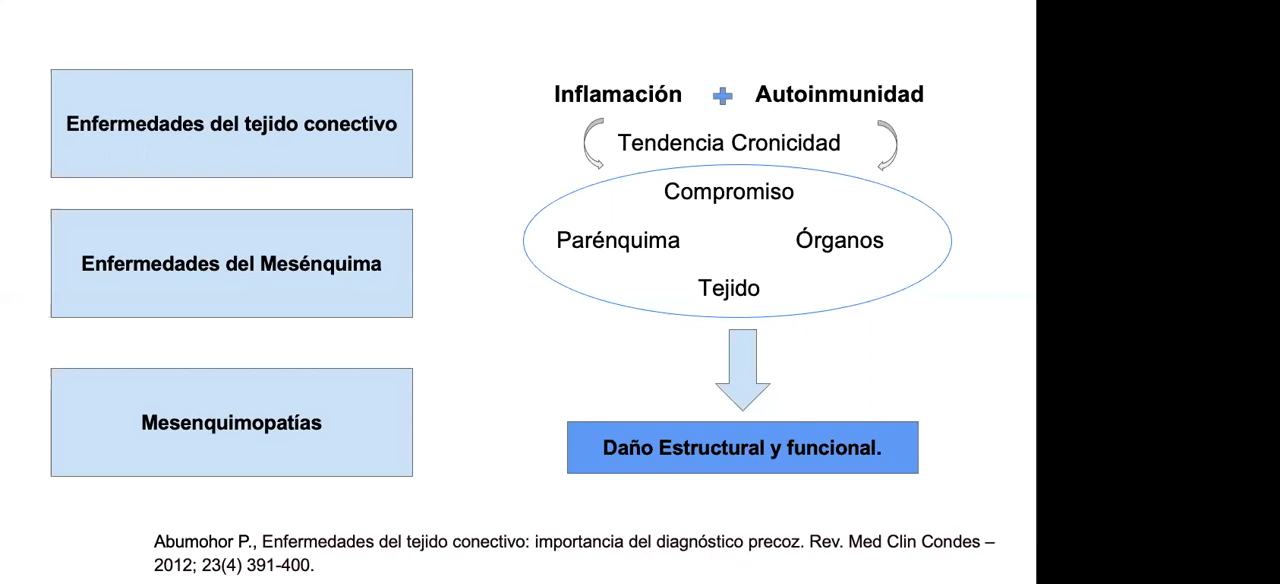 Enfermedades del tejido conectivo
Enfermedades del Mesénquima
Mesenquimopatías
Inflamación + Autoinmunidad
Tendencia Cronicidad
Compromiso
Parénquima Órganos
Tejido
Daño Estructural y funcional.
Abumohor P., Enfermedades del tejido conectivo: importancia del diagnóstico precoz. Rev. Med Clin Condes –
2012; 23(4) 391-400.